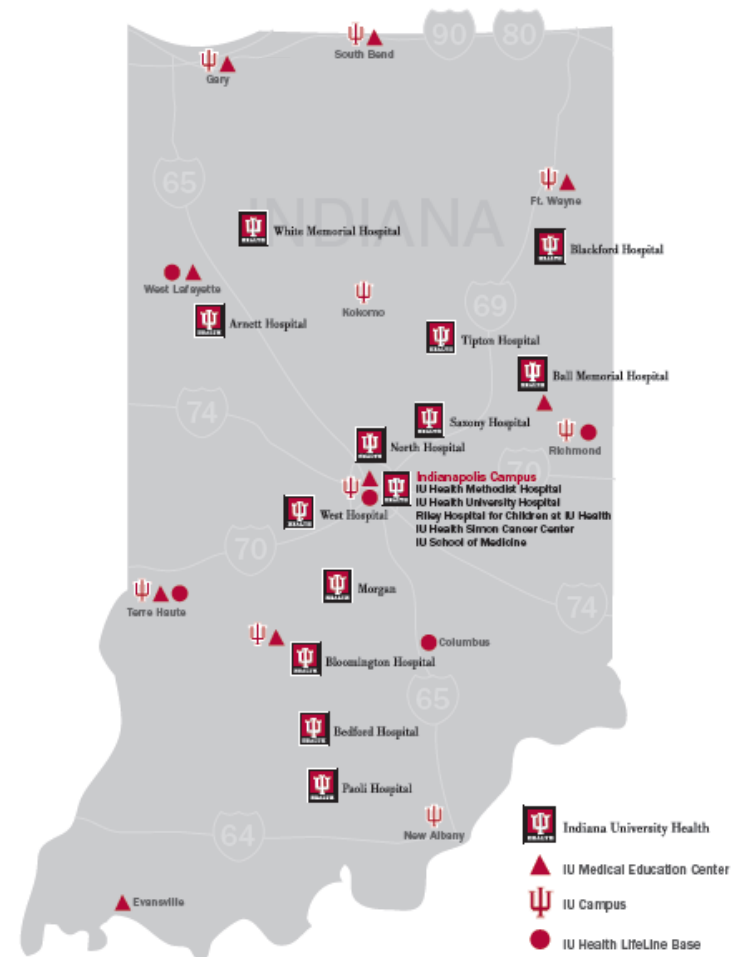 90
80
South Bend
Gary
65
Ft. Wayne
INDIANA
White Memorial Hospital
Blackford Hospital
West Lafayette
Kokomo
69
Arnett Hospital
Tipton Hospital
Ball Memorial Hospital
74
Saxony Hospital
North Hospital
Richmond
70
Indianapolis Campus
IU Health Methodist Hospital
IU Health University Hospital
Riley Hospital for Children at IU Health
IU Health Simon Cancer Center
IU School of Medicine
West Hospital
70
Morgan
74
Terre Haute
Columbus
Bloomington Hospital
65
Bedford Hospital
Paoli Hospital
New Albany
64
Evansville
HEALTH
Indiana University Health
IU Medical Education Center
IU Campus
IU Health LifeLine Base